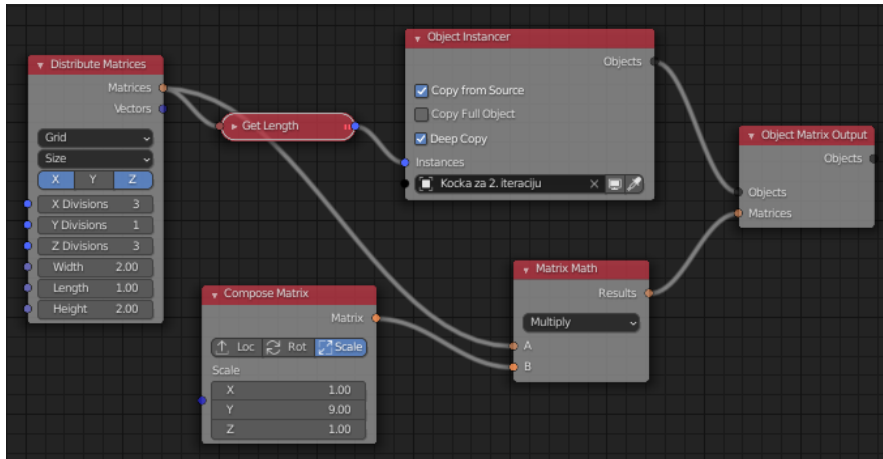 Distribute Matrices
Matrices
Vectors
Grid
Size
X Y Z
X Divisions 3
Y Divisions 1
Z Divisions 3
Width 2.00
Length 1.00
Height 2.00
Get Length
Object Instancer
Objects
Copy from Source
Copy Full Object
Deep Copy
Instances
Kocka za 2. iteraciju
Compose Matrix
Matrix
Loc Rot Scale
Scale
X 1.00
Y 9.00
Z 1.00
Matrix Math
Results
Multiply
A
B
Object Matrix Output
Objects
Objects
Matrices